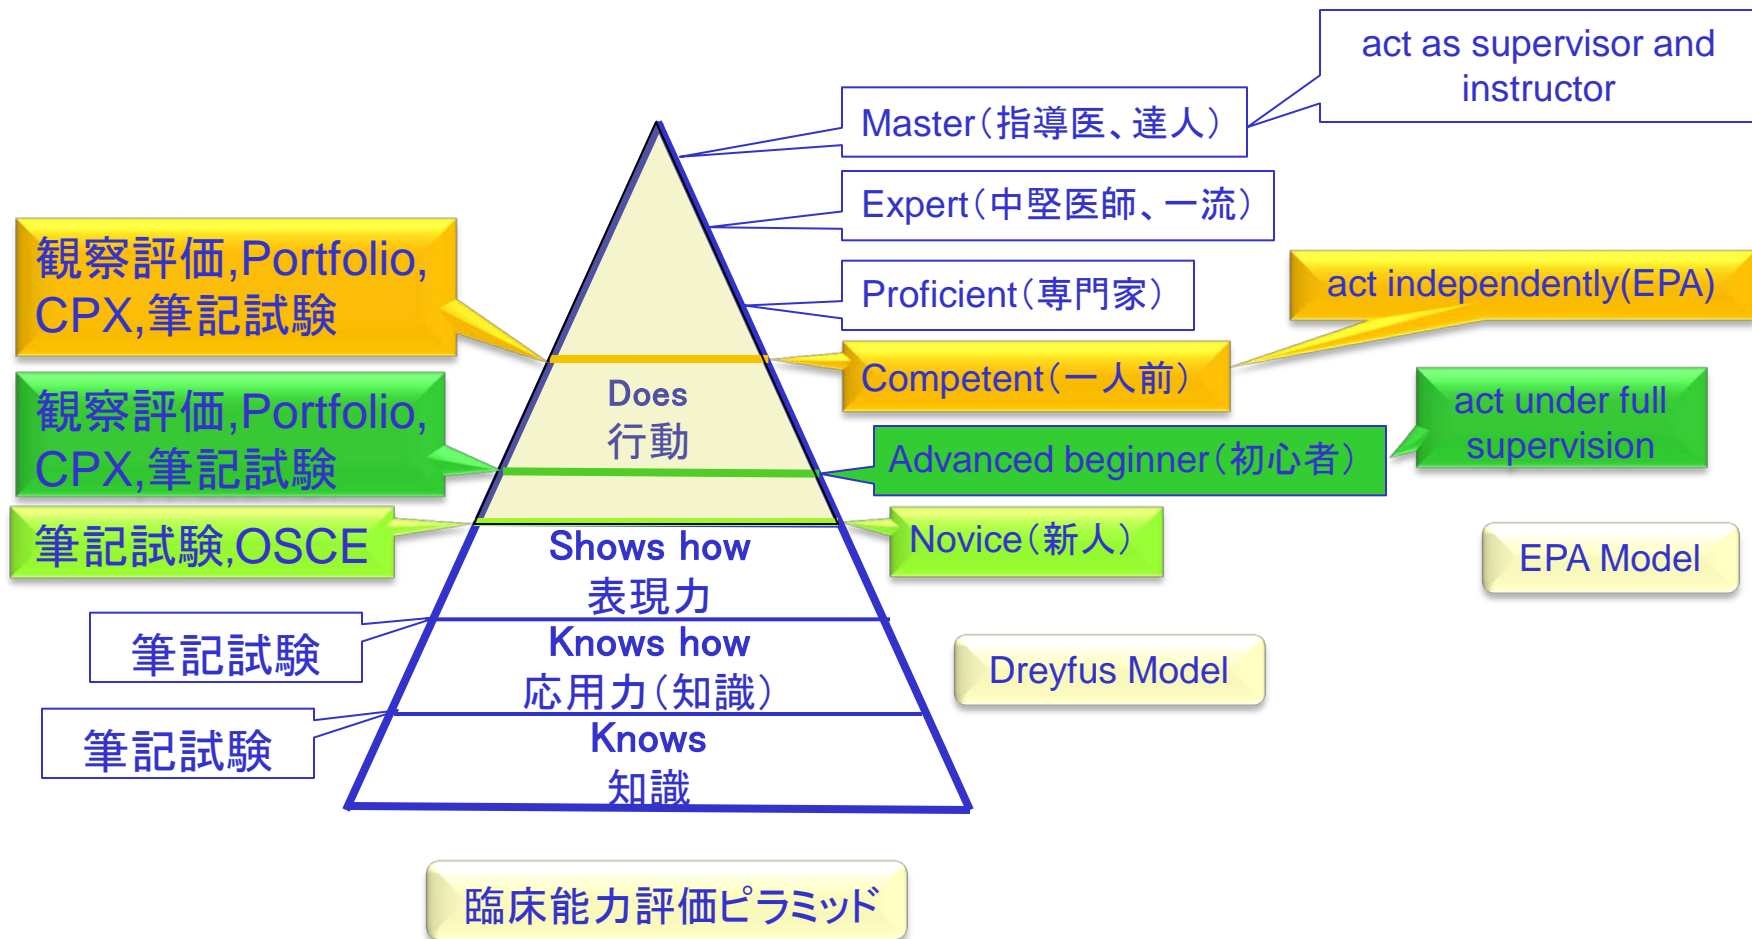 act as supervisor and
instructor
Master（指導医、達人）
Expert（中堅医師、一流）
観察評価,Portfolio,
CPX,筆記試験
Proficient（専門家）
act independently(EPA)
Competent（一人前）
Does
行動
観察評価,Portfolio,
CPX,筆記試験
act under full
supervision
Advanced beginner（初心者）
筆記試験,OSCE
Novice（新人）
Shows how
表現力
EPA Model
筆記試験
Knows how
応用力（知識）
Dreyfus Model
筆記試験
Knows
知識
臨床能力評価ピラミッド